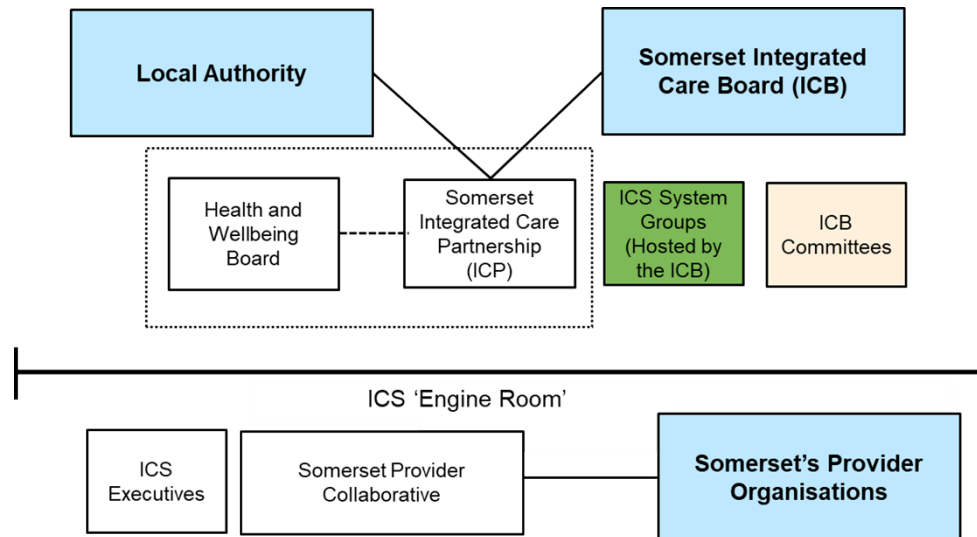 Local Authority
Somerset Integrated
Care Board (ICB)
Health and
Wellbeing
Board
Somerset
Integrated Care
Partnership
(ICP)
ICS System
Groups
(Hosted by
the ICB)
ICB
Committees
ICS ‘Engine Room’
ICS
Executives
Somerset Provider
Collaborative
Somerset’s Provider
Organisations